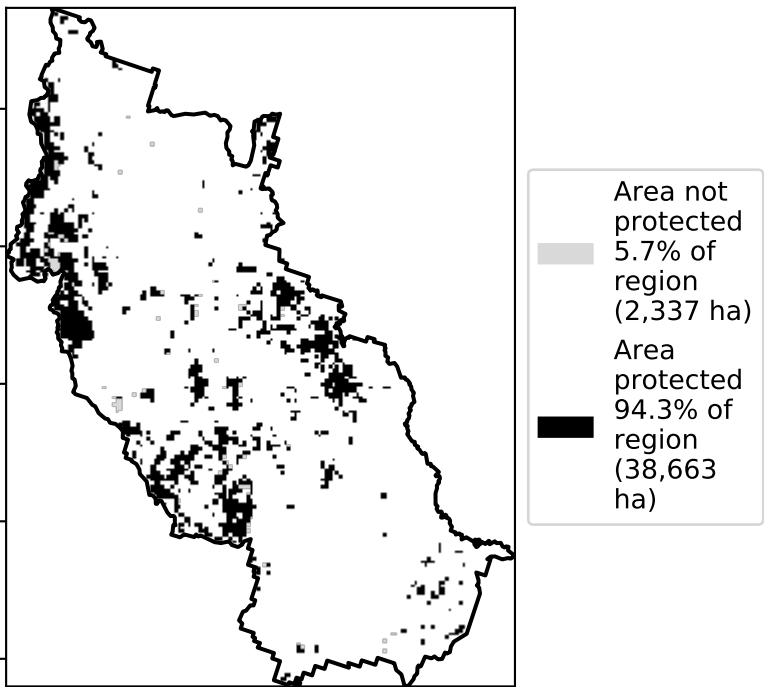 Area not
protected
5.7% of
region
(2,337 ha)
Area
protected
94.3% of
region
(38,663
ha)